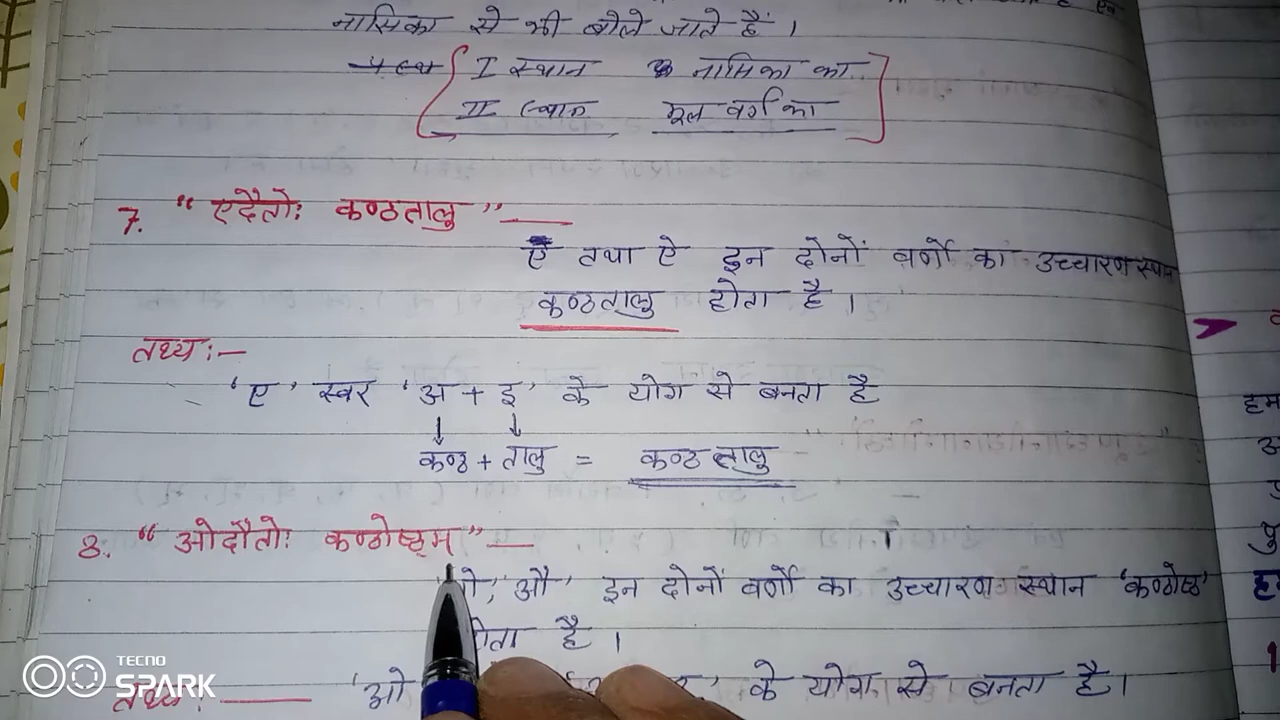 नासिका से भी बोले जाते हैं ।
I स्थान नासिका का
II स्थान मूल वर्ग का
7. “एदैतोः कण्ठतालु” —
ऐ तथा ऐ इन दोनों वर्णों का उच्चारण स्थान
कण्ठतालु होता है ।
तथ्य :—
‘ए’ स्वर ‘अ + इ’ के योग से बनता है
↓ ↓
कण्ठ + तालु = कण्ठ तालु
8. “ओदौतोः कण्ठोष्ठम्” —
औ’ इन दोनों वर्णों का उच्चारण स्थान ‘कण्ठोष्ठ’
है ।
तथ्य : — ‘ओ के योग से बनता है।
TECNO
SPARK